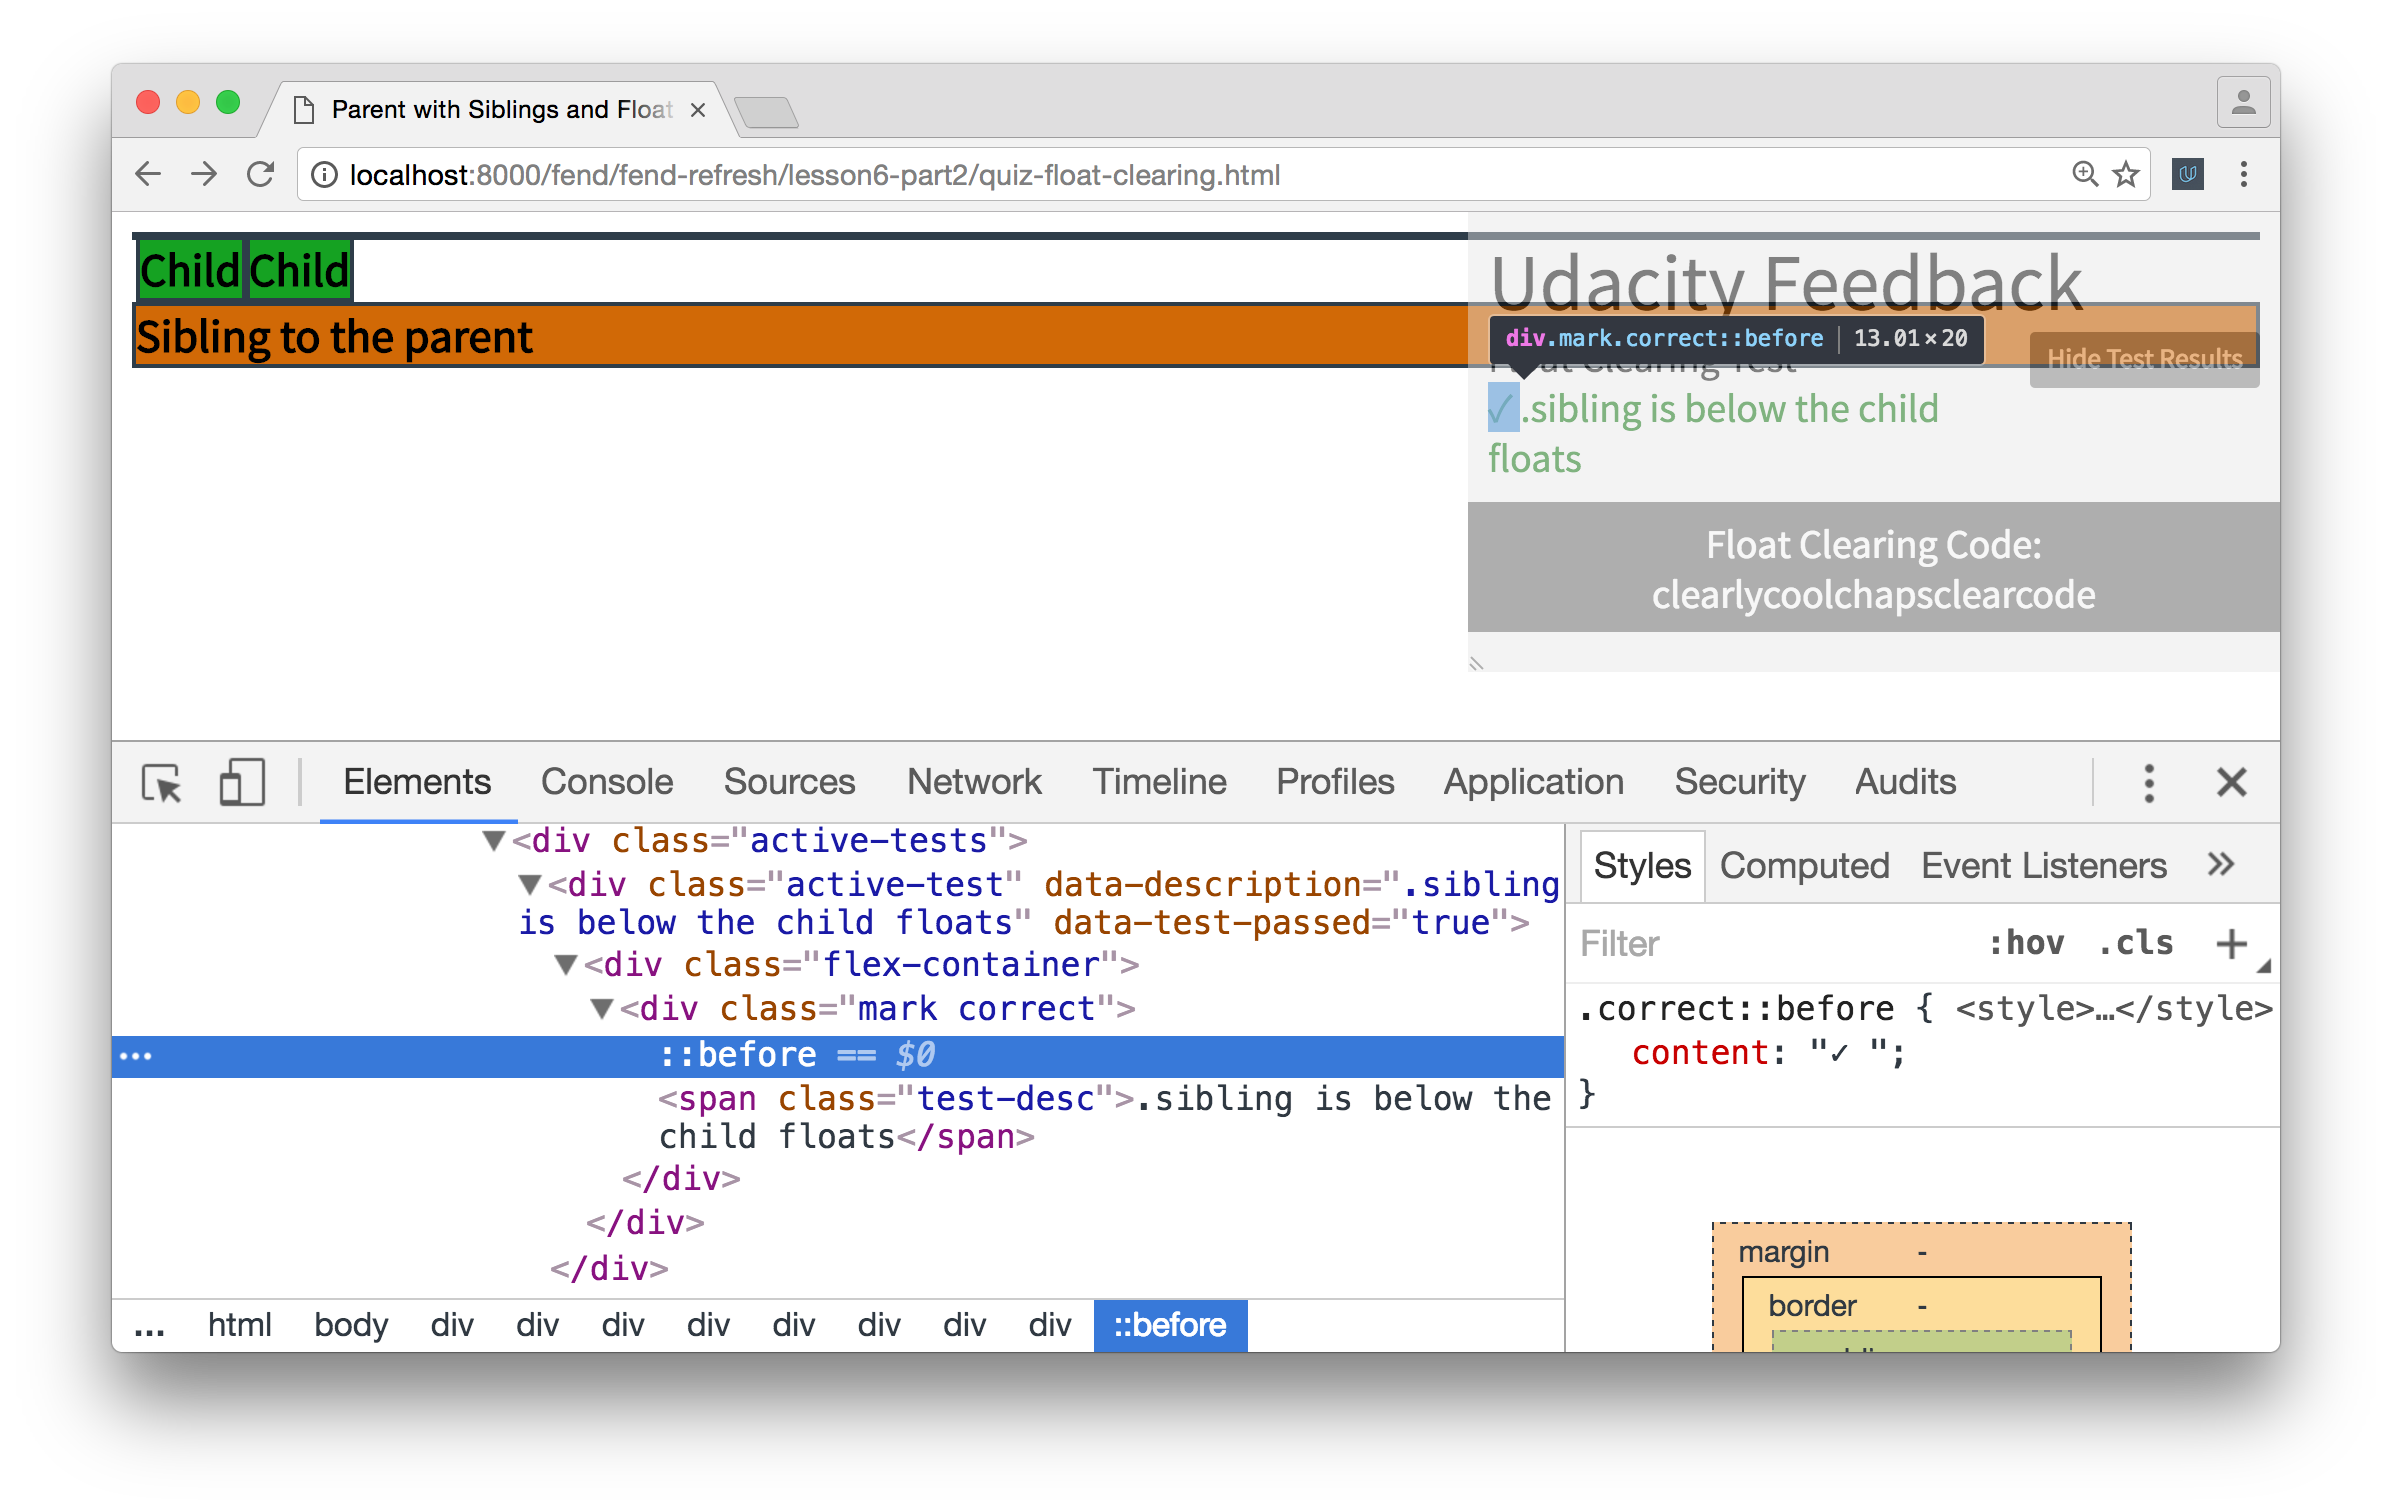 Parent with Siblings and Float
localhost:8000/fend/fend-refresh/lesson6-part2/quiz-float-clearing.html
Child Child
Sibling to the parent
Udacity Feedback
div.mark.correct::before | 13.01 × 20
Float Clearing Test
Hide Test Results
✓ .sibling is below the child
floats
Float Clearing Code:
clearlycoolchapsclearcode
Elements Console Sources Network Timeline Profiles Application Security Audits
<div class="active-tests">
<div class="active-test" data-description=".sibling
is below the child floats" data-test-passed="true">
<div class="flex-container">
<div class="mark correct">
::before == $0
<span class="test-desc">.sibling is below the
child floats</span>
</div>
</div>
</div>
... html body div div div div div div div div ::before
Styles Computed Event Listeners »
Filter :hov .cls +
.correct::before { <style>…</style>
content: "✓ ";
}
margin -
border -